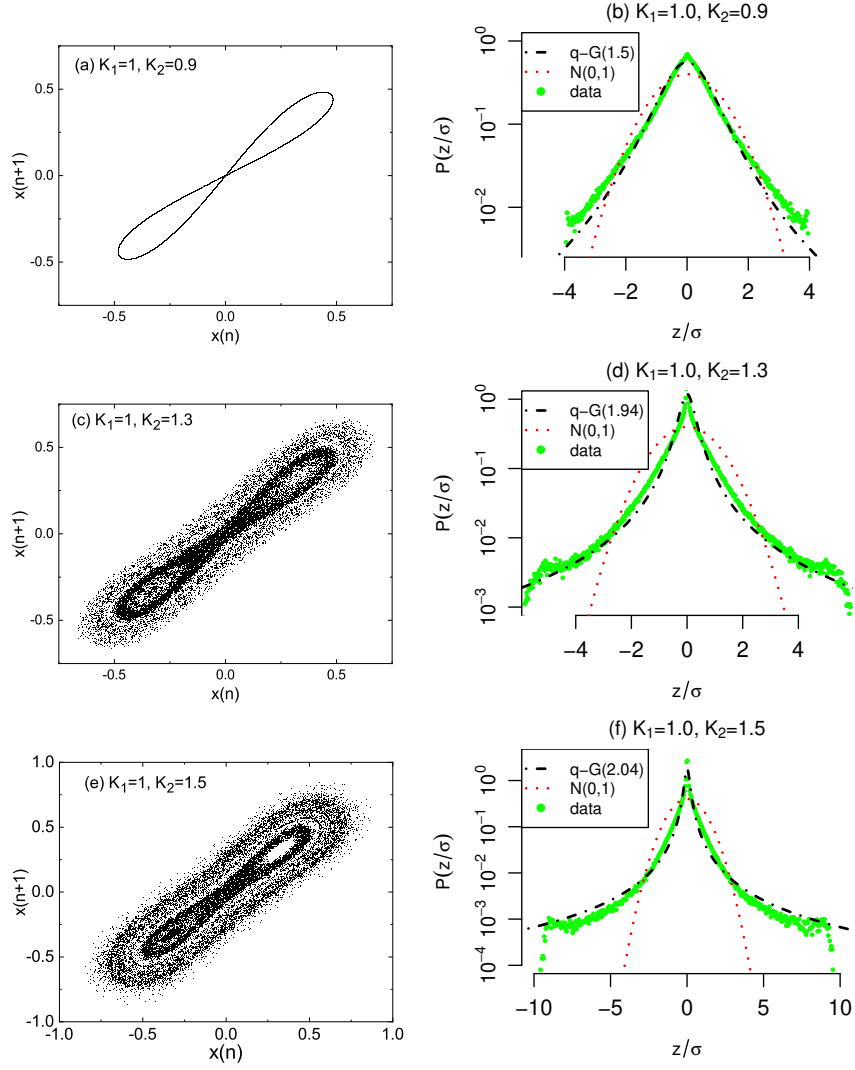 (a) K₁=1, K₂=0.9
0.5
0.0
-0.5
x(n+1)
-0.5
0.0
0.5
x(n)
(b) K₁=1.0, K₂=0.9
q−G(1.5)
N(0,1)
data
10⁰
10⁻¹
10⁻²
P(z/σ)
−4
−2
0
2
4
z/σ
(c) K₁=1, K₂=1.3
0.5
0.0
-0.5
x(n+1)
-0.5
0.0
0.5
x(n)
(d) K₁=1.0, K₂=1.3
q−G(1.94)
N(0,1)
data
10⁰
10⁻¹
10⁻²
10⁻³
P(z/σ)
−4
−2
0
2
4
z/σ
(e) K₁=1, K₂=1.5
1.0
0.5
0.0
-0.5
-1.0
x(n+1)
1.0
-0.5
0.0
0.5
1.0
x(n)
(f) K₁=1.0, K₂=1.5
q−G(2.04)
N(0,1)
data
10⁰
10⁻¹
10⁻²
10⁻³
10⁻⁴
P(z/σ)
−10
−5
0
5
10
z/σ